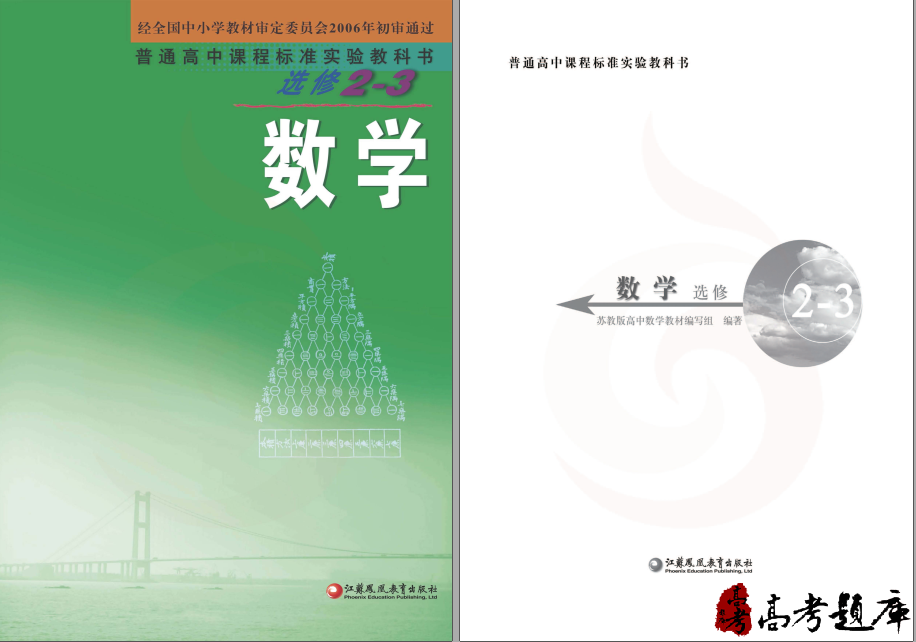 经全国中小学教材审定委员会2006年初审通过
普通高中课程标准实验教科书
选修2-3
数学
江苏凤凰教育出版社
Phoenix Education Publishing, Ltd
普通高中课程标准实验教科书
数学 选修 2-3
苏教版高中数学教材编写组 编著
江苏凤凰教育出版社
Phoenix Education Publishing, Ltd
高考 高考题库